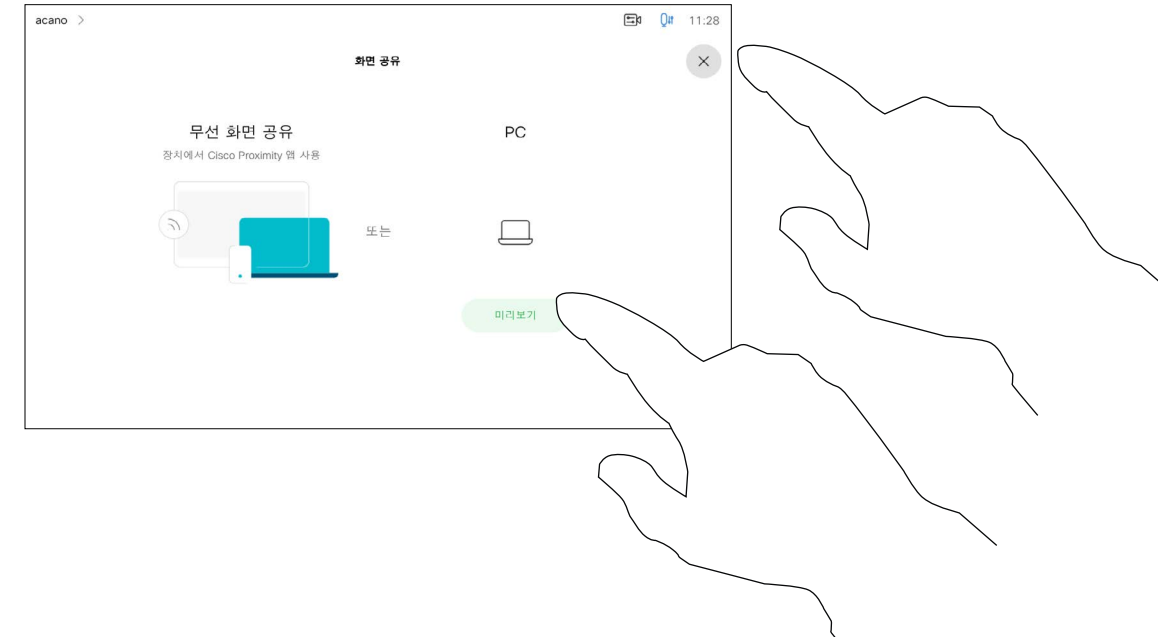 acano >
11:28
화면 공유
무선 화면 공유
장치에서 Cisco Proximity 앱 사용
또는
PC
미리보기